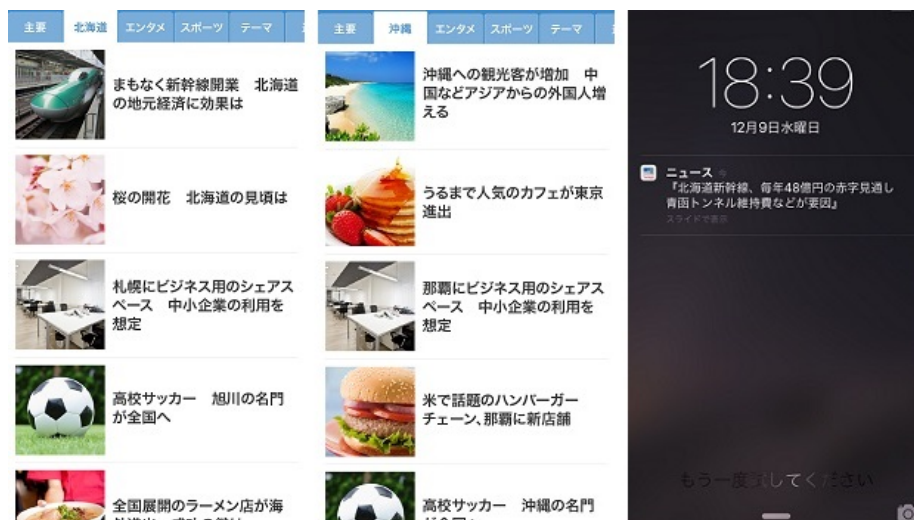 主要 北海道 エンタメ スポーツ テーマ
まもなく新幹線開業　北海道
の地元経済に効果は
桜の開花　北海道の見頃は
札幌にビジネス用のシェアス
ペース　中小企業の利用を
想定
高校サッカー　旭川の名門
が全国へ
全国展開のラーメン店が海
主要 沖縄 エンタメ スポーツ テーマ
沖縄への観光客が増加　中
国などアジアからの外国人増
える
うるまで人気のカフェが東京
進出
那覇にビジネス用のシェアス
ペース　中小企業の利用を
想定
米で話題のハンバーガー
チェーン、那覇に新店舗
高校サッカー　沖縄の名門
18:39
12月9日水曜日
ニュース 今
『北海道新幹線、毎年48億円の赤字見通し
青函トンネル維持費などが要因』
スライドで表示
もう一度試してください